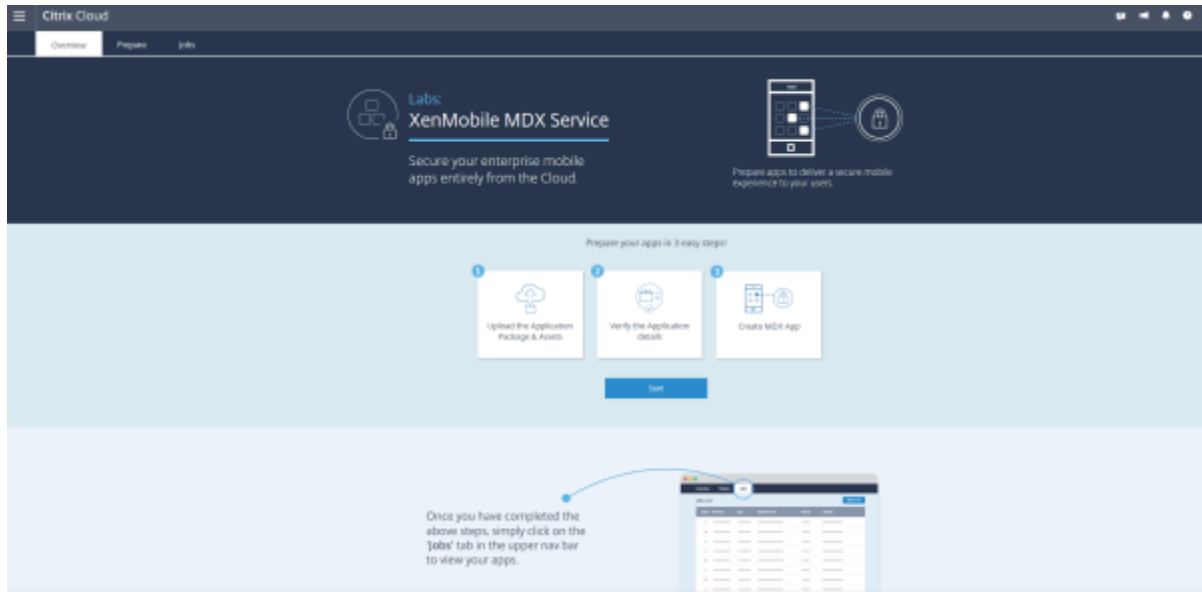 Citrix Cloud
Overview
Prepare
Jobs
Labs:
XenMobile MDX Service
Secure your enterprise mobile
apps entirely from the Cloud.
Prepare apps to deliver a secure mobile
experience to your users.
Prepare your apps in 3 easy steps!
1
Upload the Application
Package & Assets
2
Verify the Application
details
3
Create MDX App
Start
Once you have completed the
above steps, simply click on the
'Jobs' tab in the upper nav bar
to view your apps.